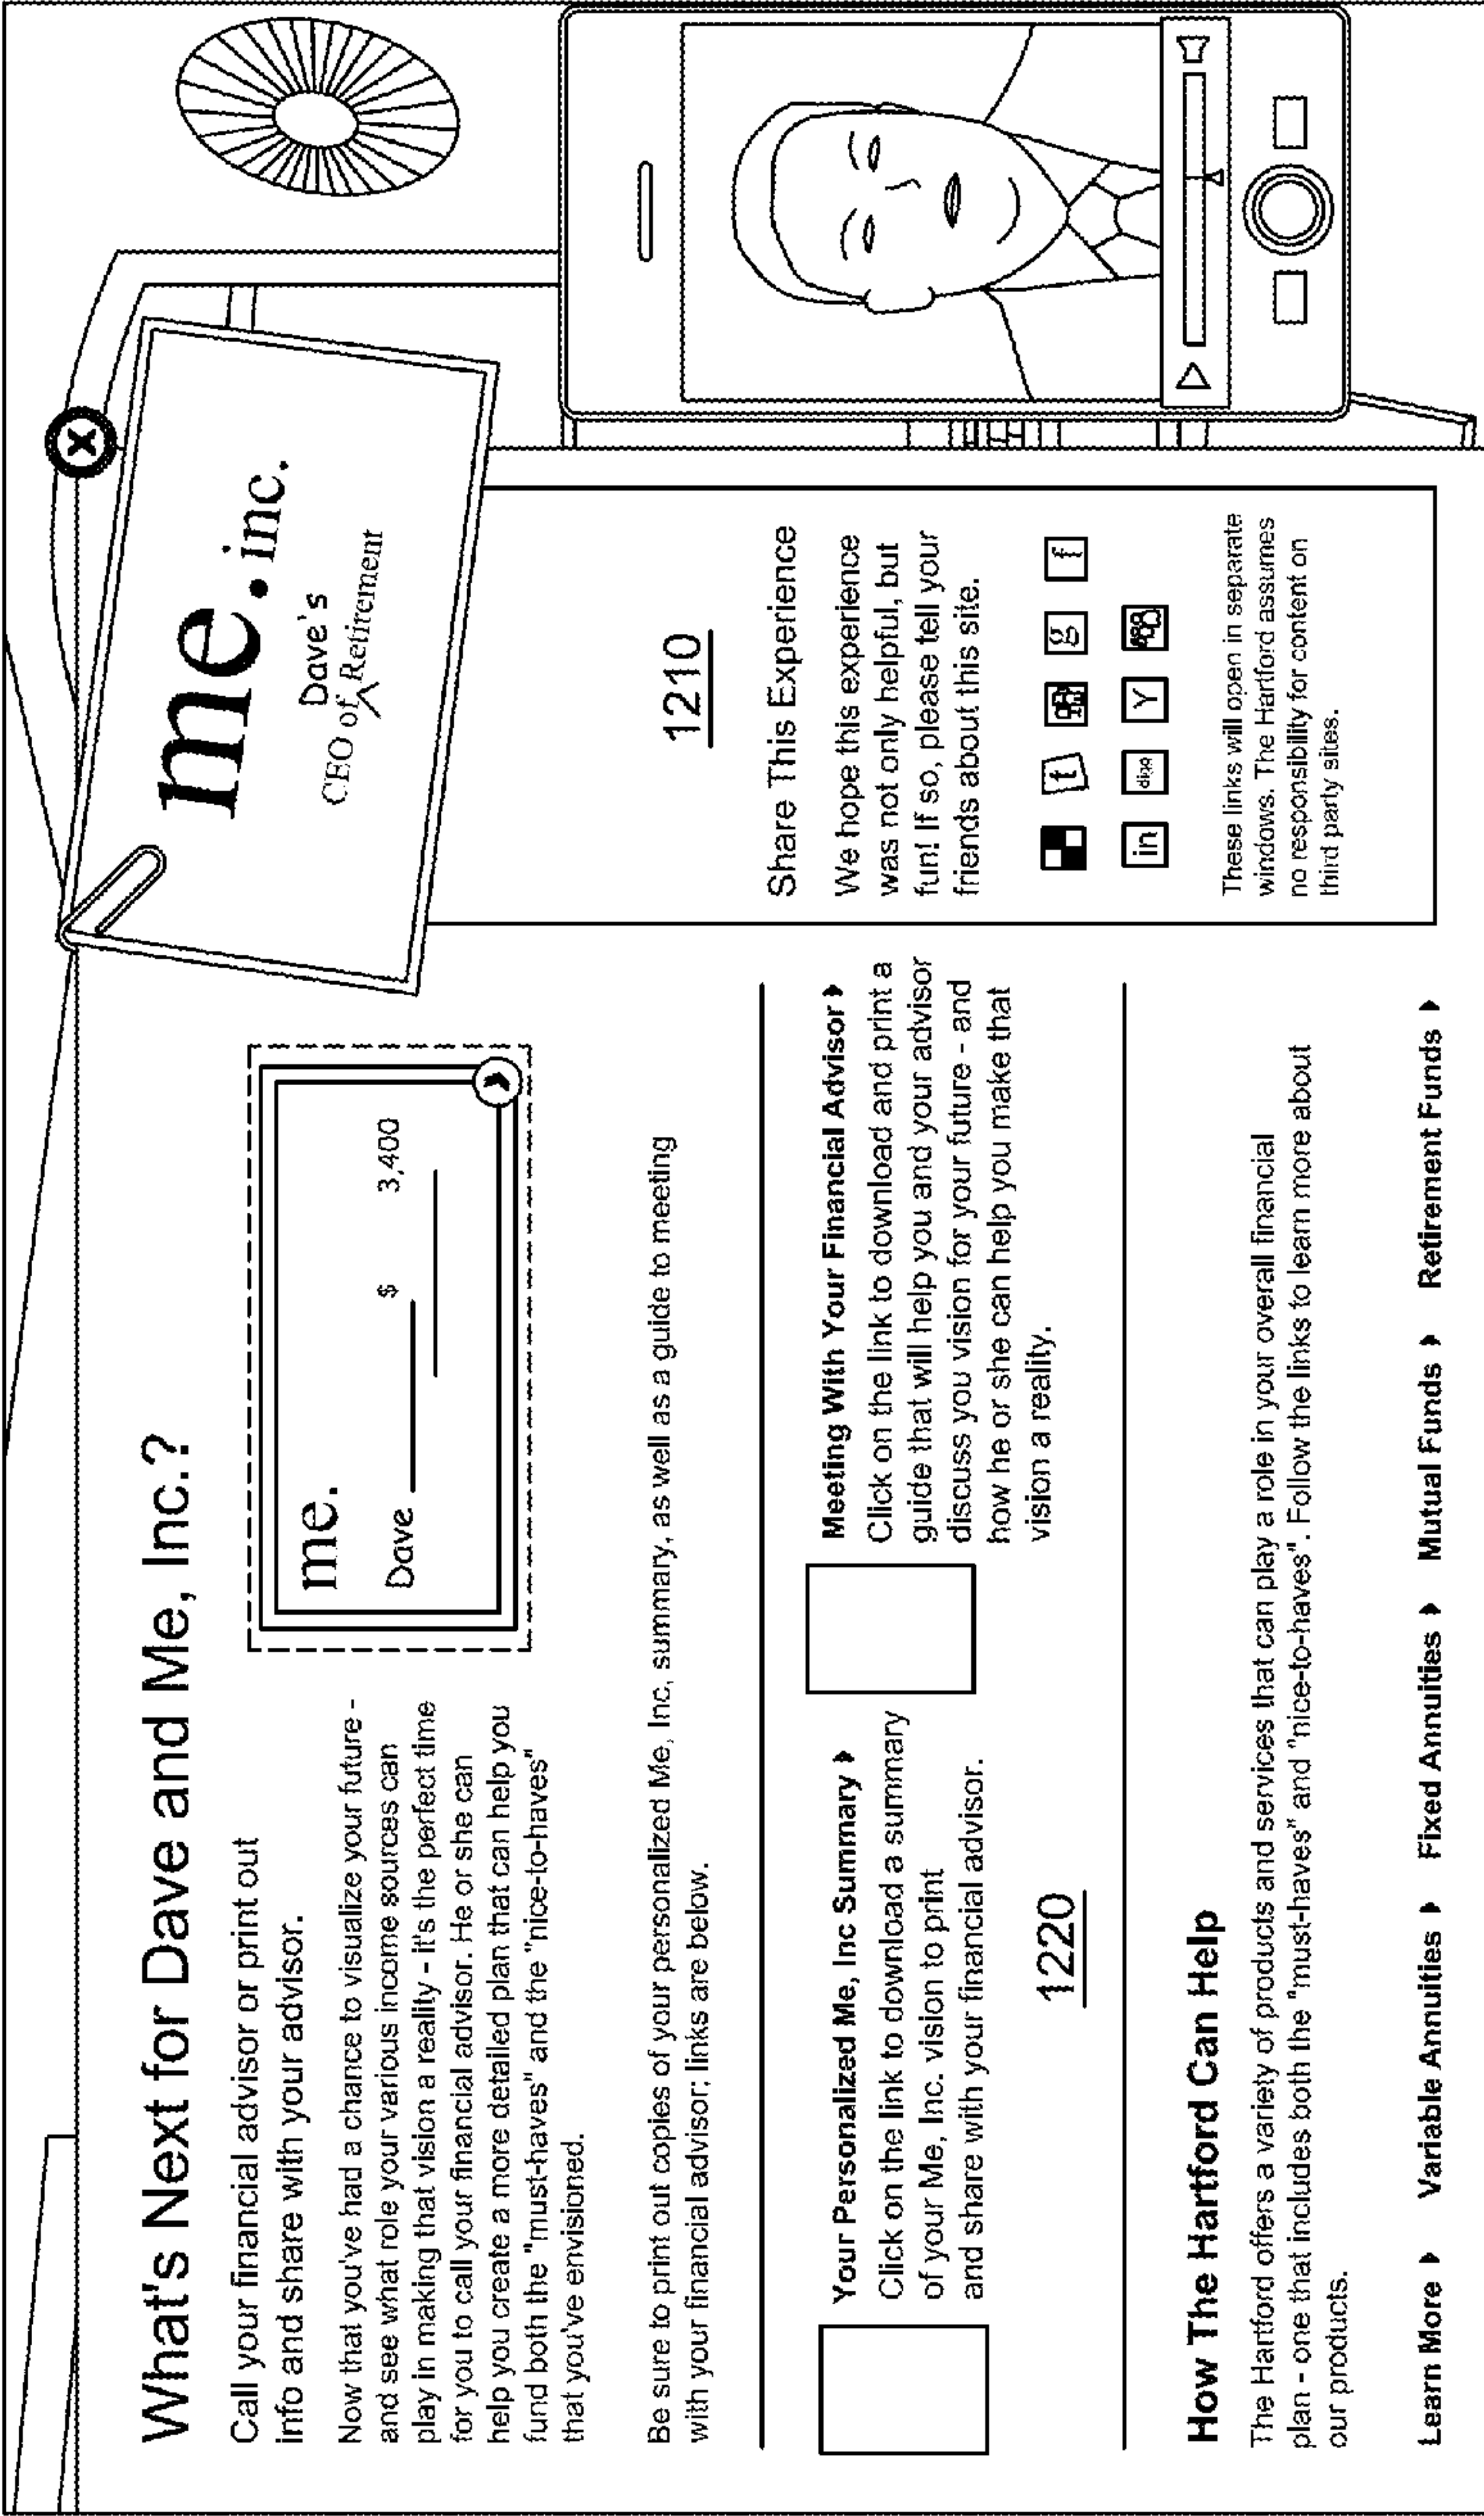 What's Next for Dave and Me, Inc.?
Call your financial advisor or print out
info and share with your advisor.
Now that you've had a chance to visualize your future -
and see what role your various income sources can
play in making that vision a reality - it's the perfect time
for you to call your financial advisor. He or she can
help you create a more detailed plan that can help you
fund both the "must-haves" and the "nice-to-haves"
that you've envisioned.
me.
Dave
$ 3,400
Be sure to print out copies of your personalized Me, Inc, summary, as well as a guide to meeting
with your financial advisor; links are below.
Your Personalized Me, Inc Summary
Click on the link to download a summary
of your Me, Inc. vision to print
and share with your financial advisor.
1220
Meeting With Your Financial Advisor
Click on the link to download and print a
guide that will help you and your advisor
discuss you vision for your future - and
how he or she can help you make that
vision a reality.
How The Hartford Can Help
The Hartford offers a variety of products and services that can play a role in your overall financial
plan - one that includes both the "must-haves" and "nice-to-haves". Follow the links to learn more about
our products.
Learn More Variable Annuities Fixed Annuities Mutual Funds Retirement Funds
me.inc.
Dave's
CEO of Retirement
X
1210
Share This Experience
We hope this experience
was not only helpful, but
fun! If so, please tell your
friends about this site.
t g f
in digg Y
These links will open in separate
windows. The Hartford assumes
no responsibility for content on
third party sites.